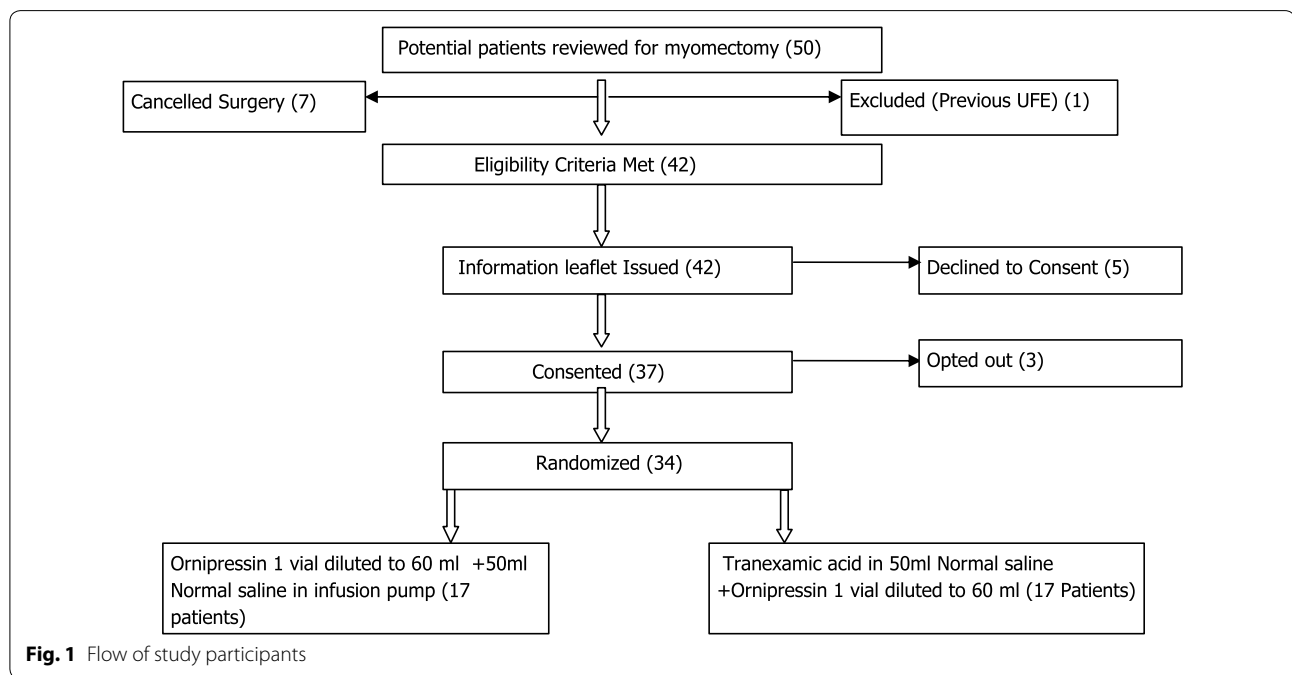 Potential patients reviewed for myomectomy (50)
Cancelled Surgery (7)
Excluded (Previous UFE) (1)
Eligibility Criteria Met (42)
Information leaflet Issued (42)
Declined to Consent (5)
Consented (37)
Opted out (3)
Randomized (34)
Ornipressin 1 vial diluted to 60 ml +50ml
Normal saline in infusion pump (17
patients)
Tranexamic acid in 50ml Normal saline
+Ornipressin 1 vial diluted to 60 ml (17 Patients)
Fig. 1 Flow of study participants